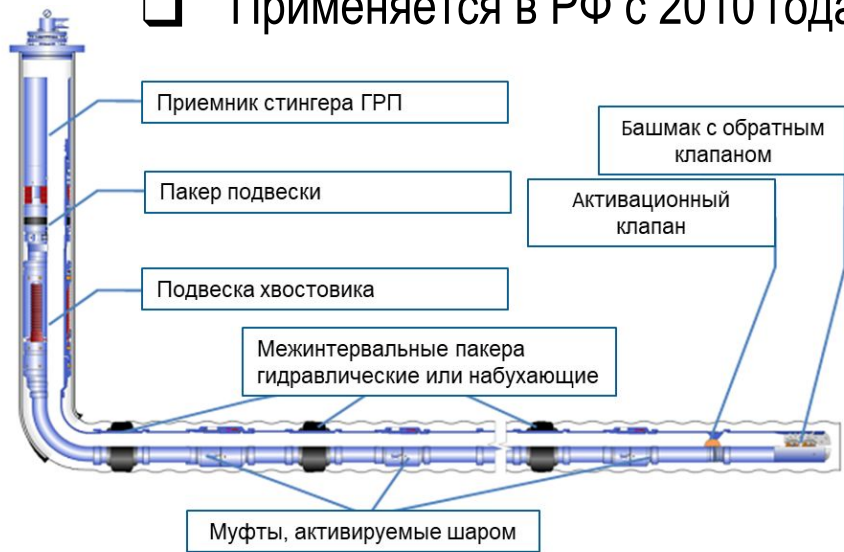 Применяется в РФ с 2010 года
Приемник стингера ГРП
Башмак с обратным
клапаном
Пакер подвески
Активационный
клапан
Подвеска хвостовика
Межинтервальные пакера
гидравлические или набухающие
Муфты, активируемые шаром